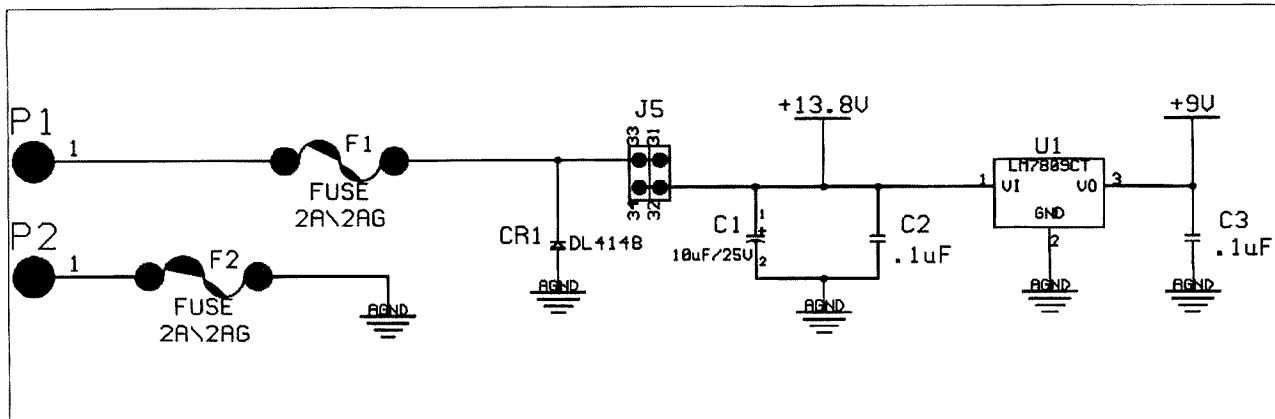 P1
1
F1
FUSE
2A\2AG
P2
1
F2
FUSE
2A\2AG
AGND
CR1
DL4148
AGND
J5
33
31
34
32
+13.8V
C1
1
+
10uF/25V
2
C2
.1uF
AGND
U1
LM7809CT
1
VI
VO
3
GND
2
AGND
+9V
C3
.1uF
AGND